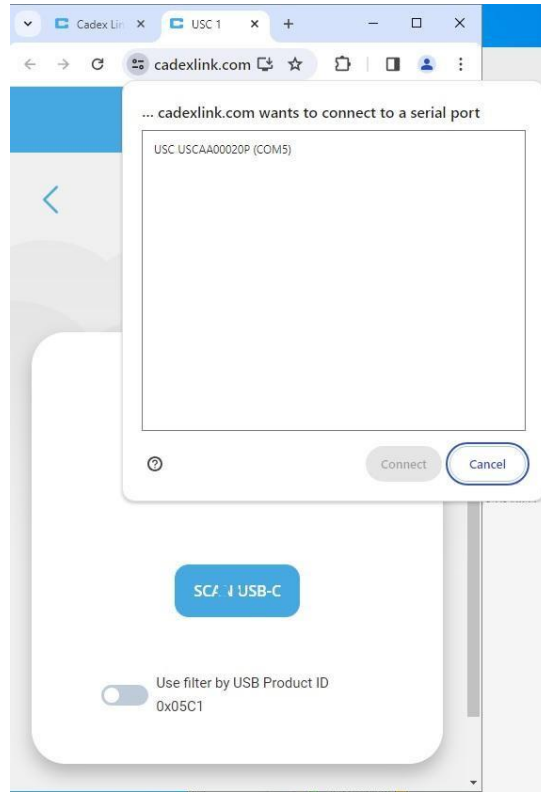 Cadex Lin
USC 1
cadexlink.com
... cadexlink.com wants to connect to a serial port
USC USCAA00020P (COM5)
Connect
Cancel
SCAN USB-C
Use filter by USB Product ID
0x05C1